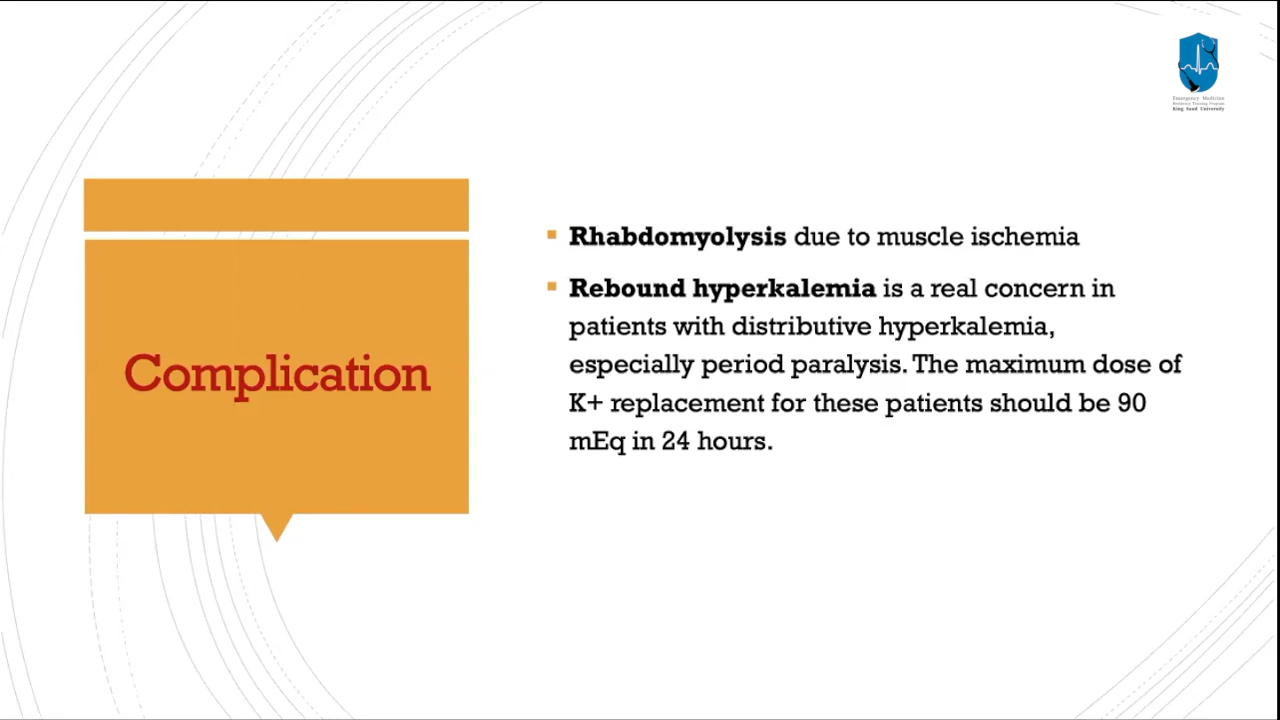 Emergency Medicine
Residency Training Program
King Saud University
Complication
Rhabdomyolysis due to muscle ischemia
Rebound hyperkalemia is a real concern in
patients with distributive hyperkalemia,
especially period paralysis. The maximum dose of
K+ replacement for these patients should be 90
mEq in 24 hours.